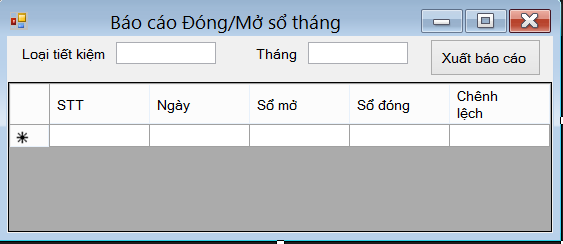 Báo cáo Đóng/Mở sổ tháng
Loại tiết kiệm Tháng Xuất báo cáo
STT Ngày Sổ mở Sổ đóng Chênh
lệch